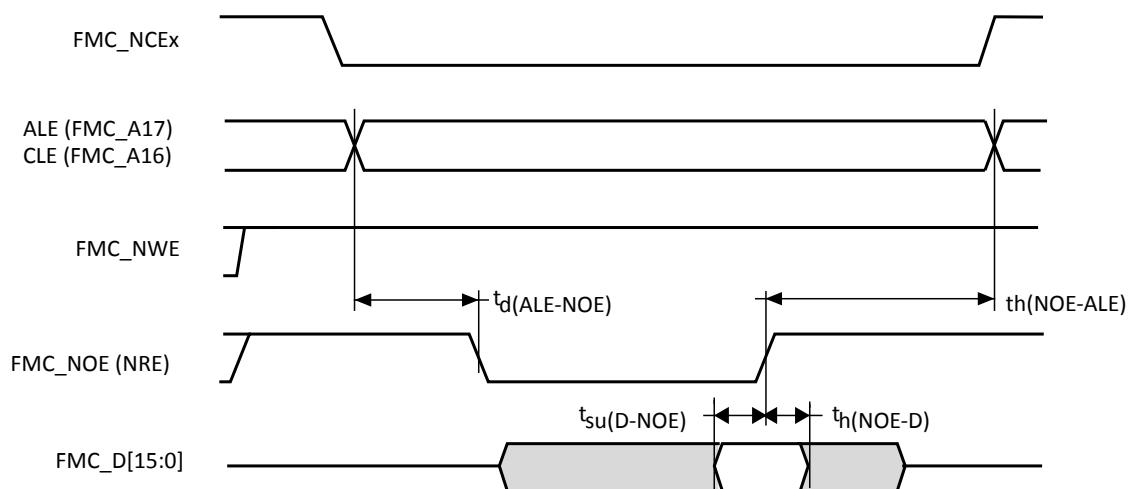 FMC_NCEx
ALE (FMC_A17)
CLE (FMC_A16)
FMC_NWE
td(ALE-NOE)
th(NOE-ALE)
FMC_NOE (NRE)
tsu(D-NOE)
th(NOE-D)
FMC_D[15:0]